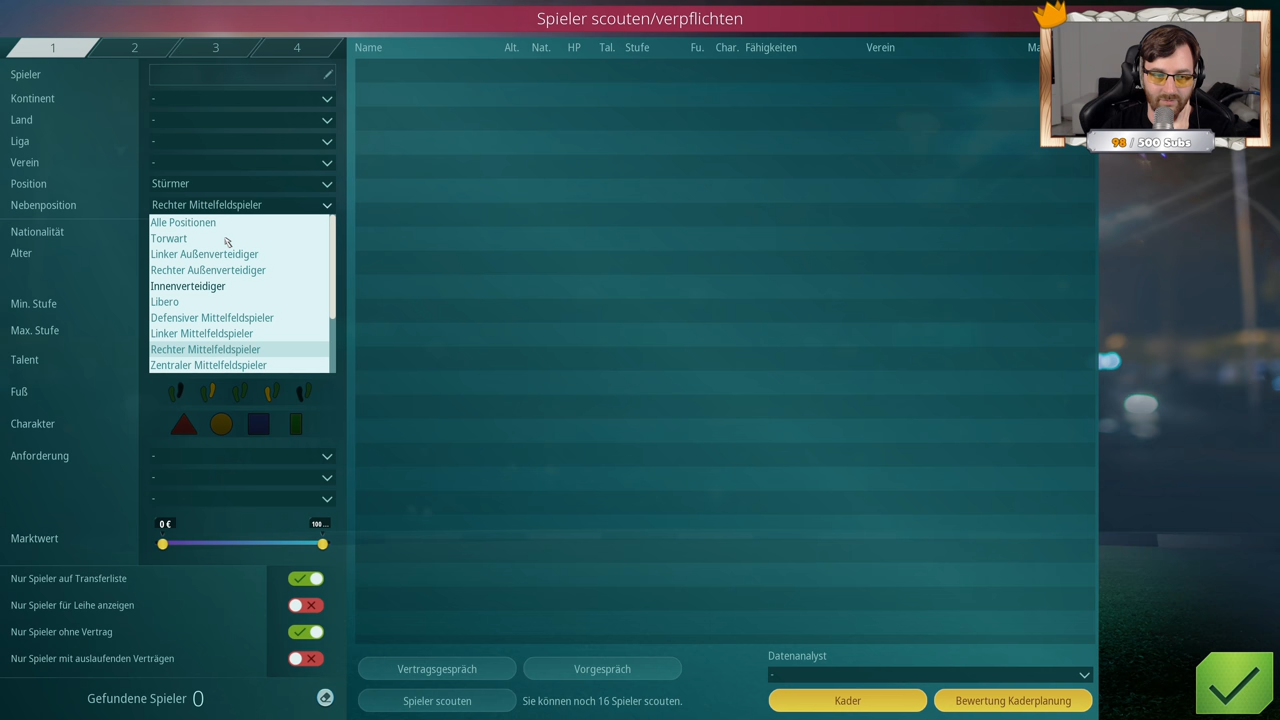 Spieler scouten/verpflichten
1 2 3 4
Name Alt. Nat. HP Tal. Stufe Fu. Char. Fähigkeiten Verein Ma
Spieler
Kontinent -
Land -
Liga -
Verein -
Position Stürmer
Nebenposition Rechter Mittelfeldspieler
Alle Positionen
Torwart
Linker Außenverteidiger
Rechter Außenverteidiger
Innenverteidiger
Libero
Defensiver Mittelfeldspieler
Linker Mittelfeldspieler
Rechter Mittelfeldspieler
Zentraler Mittelfeldspieler
Nationalität
Alter
Min. Stufe
Max. Stufe
Talent
Fuß
Charakter
Anforderung -
-
-
0 € 100...
Marktwert
Nur Spieler auf Transferliste
Nur Spieler für Leihe anzeigen
Nur Spieler ohne Vertrag
Nur Spieler mit auslaufenden Verträgen
Gefundene Spieler 0
Vertragsgespräch Vorgespräch
Spieler scouten Sie können noch 16 Spieler scouten.
Datenanalyst
-
Kader Bewertung Kaderplanung
98 / 500 Subs